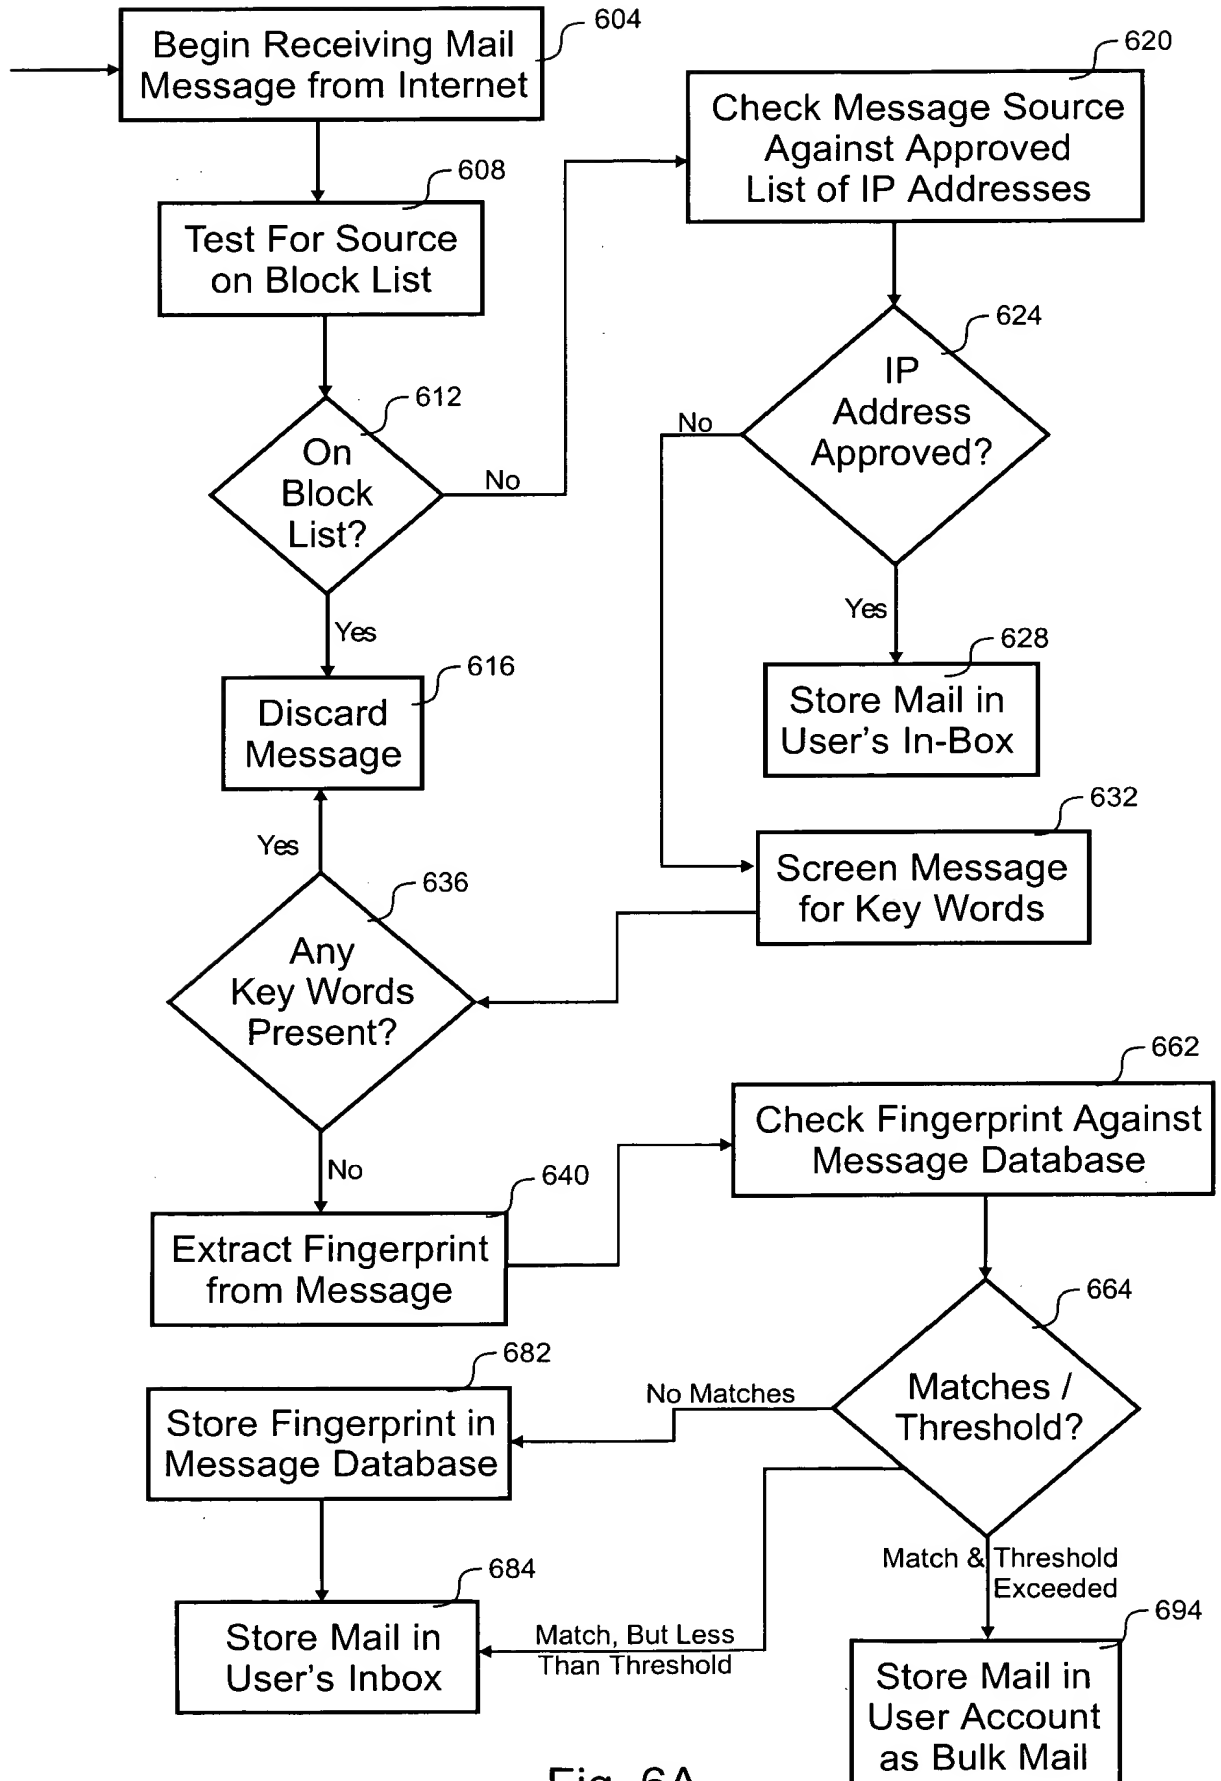 604
Begin Receiving Mail
Message from Internet
608
Test For Source
on Block List
612
On
Block
List?
No
Yes
616
Discard
Message
620
Check Message Source
Against Approved
List of IP Addresses
624
IP
Address
Approved?
No
Yes
628
Store Mail in
User's In-Box
632
Screen Message
for Key Words
Yes
636
Any
Key Words
Present?
No
640
Extract Fingerprint
from Message
662
Check Fingerprint Against
Message Database
664
Matches /
Threshold?
No Matches
682
Store Fingerprint in
Message Database
684
Store Mail in
User's Inbox
Match, But Less
Than Threshold
Match & Threshold
Exceeded
694
Store Mail in
User Account
as Bulk Mail
Fig. 6A